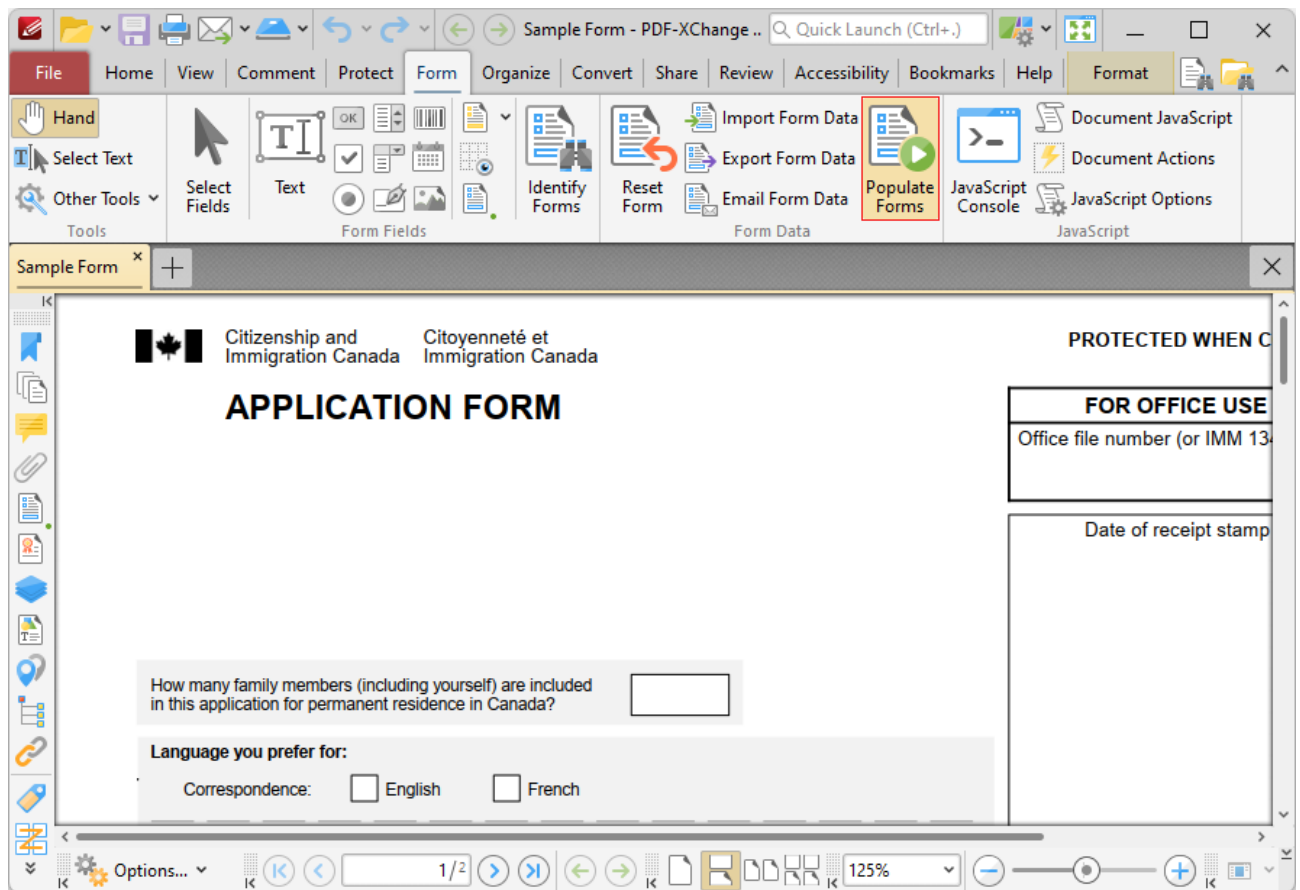 Sample Form - PDF-XChange ..
Quick Launch (Ctrl+.)
File Home View Comment Protect Form Organize Convert Share Review Accessibility Bookmarks Help Format
Hand
Select Text
Other Tools
Tools
Select Fields
Text
OK
Form Fields
Identify Forms
Reset Form
Import Form Data
Export Form Data
Email Form Data
Populate Forms
Form Data
JavaScript Console
Document JavaScript
Document Actions
JavaScript Options
JavaScript
Sample Form
Citizenship and
Immigration Canada
Citoyenneté et
Immigration Canada
PROTECTED WHEN C
APPLICATION FORM
FOR OFFICE USE
Office file number (or IMM 134
Date of receipt stamp
How many family members (including yourself) are included
in this application for permanent residence in Canada?
Language you prefer for:
Correspondence: English French
Options... 1/2 125%